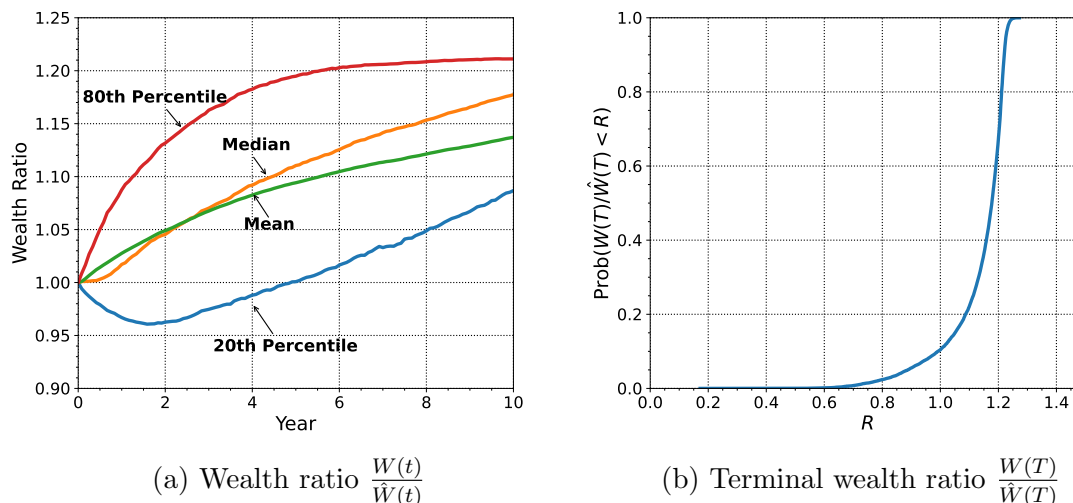 1.25
1.20
1.15
1.10
1.05
1.00
0.95
0.90
Wealth Ratio
80th Percentile
Median
Mean
20th Percentile
0 2 4 6 8 10
Year
(a) Wealth ratio W(t)/Ŵ(t)
1.0
0.8
0.6
0.4
0.2
0.0
Prob(W(T)/Ŵ(T) < R)
0.0 0.2 0.4 0.6 0.8 1.0 1.2 1.4
R
(b) Terminal wealth ratio W(T)/Ŵ(T)